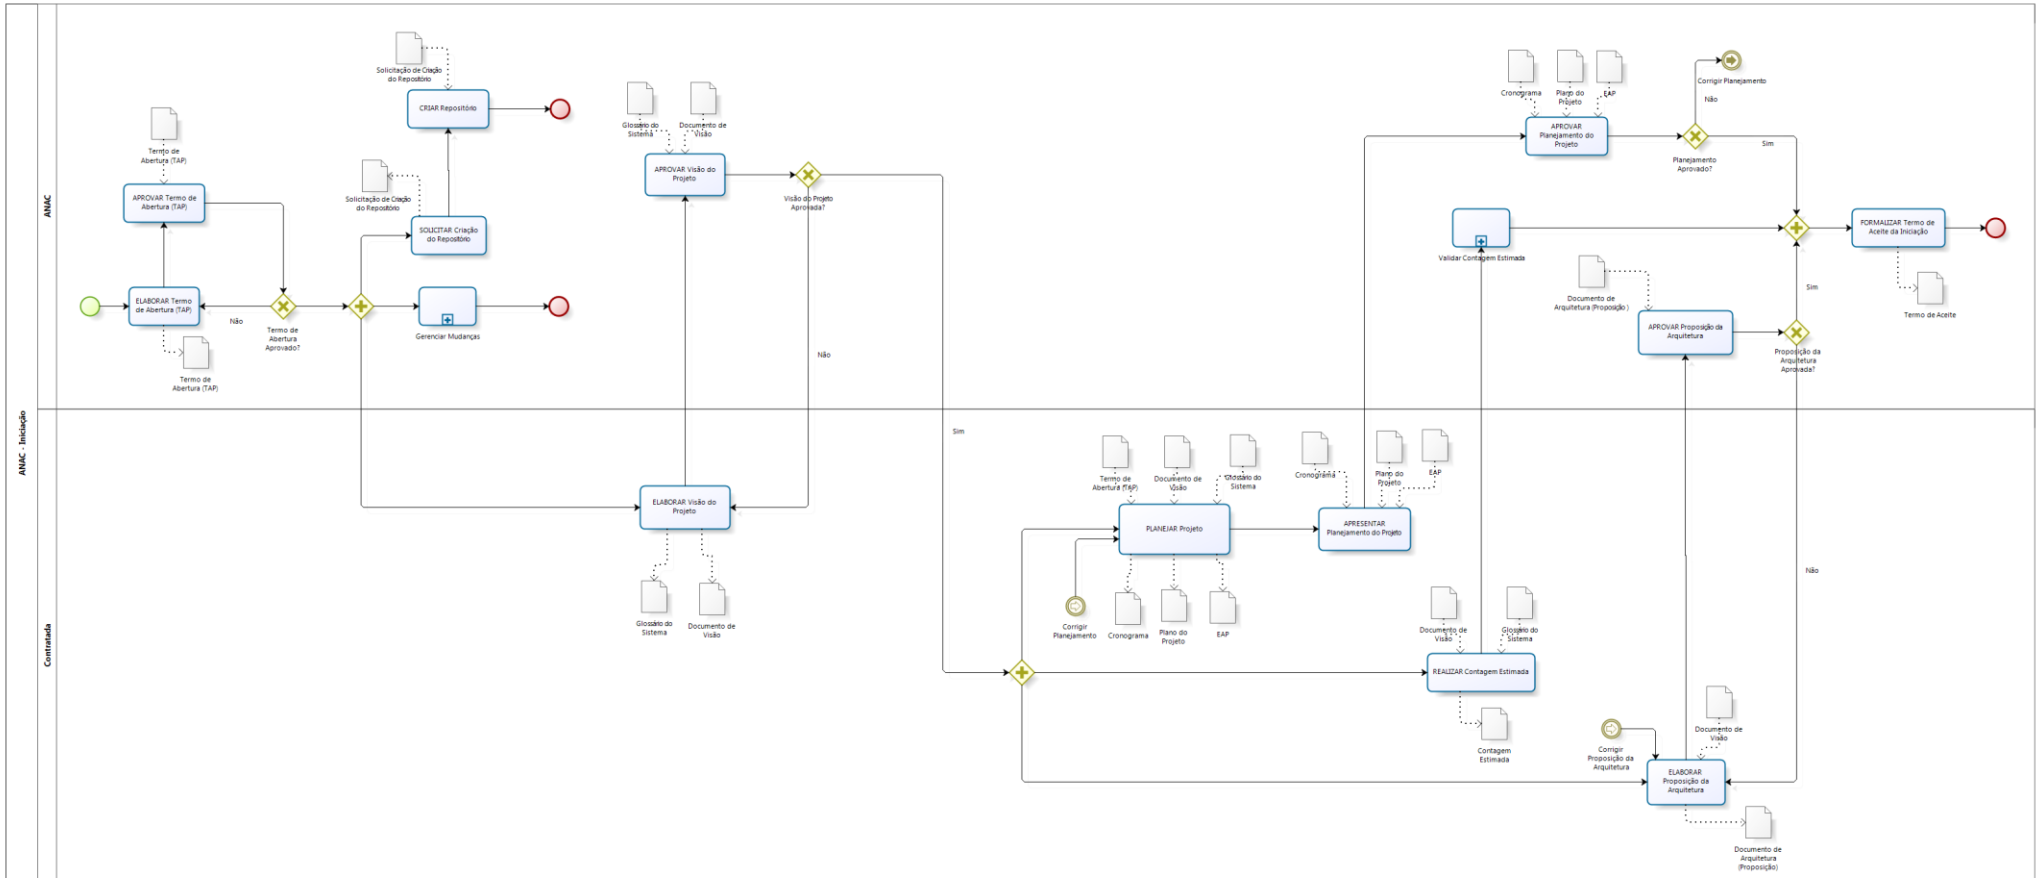 ANAC - Iniciação
ANAC
Contratada
Solicitação de Criação
do Repositório
CRIAR Repositório
Termo de
Abertura (TAP)
APROVAR Termo de
Abertura (TAP)
Solicitação de Criação
do Repositório
SOLICITAR Criação
do Repositório
ELABORAR Termo
de Abertura (TAP)
Não
Termo de
Abertura
Aprovado?
Gerenciar Mudanças
Termo de
Abertura (TAP)
Glossário do
Sistema
Documento de
Visão
APROVAR Visão do
Projeto
Visão do Projeto
Aprovada?
Não
Sim
ELABORAR Visão do
Projeto
Glossário do
Sistema
Documento de
Visão
Cronograma
Plano do
Projeto
EAP
APROVAR
Planejamento do
Projeto
Corrigir Planejamento
Não
Sim
Planejamento
Aprovado?
Validar Contagem Estimada
FORMALIZAR Termo de
Aceite da Iniciação
Termo de Aceite
Documento de
Arquitetura (Proposição )
APROVAR Proposição da
Arquitetura
Sim
Proposição da
Arquitetura
Aprovada?
Não
Termo de
Abertura (TAP)
Documento de
Visão
Glossário do
Sistema
PLANEJAR Projeto
Corrigir
Planejamento
Cronograma
Plano do
Projeto
EAP
Cronograma
Plano do
Projeto
EAP
APRESENTAR
Planejamento do Projeto
Documento de
Visão
Glossário do
Sistema
REALIZAR Contagem Estimada
Contagem
Estimada
Corrigir
Proposição da
Arquitetura
Documento de
Visão
ELABORAR
Proposição da
Arquitetura
Documento de
Arquitetura
(Proposição)